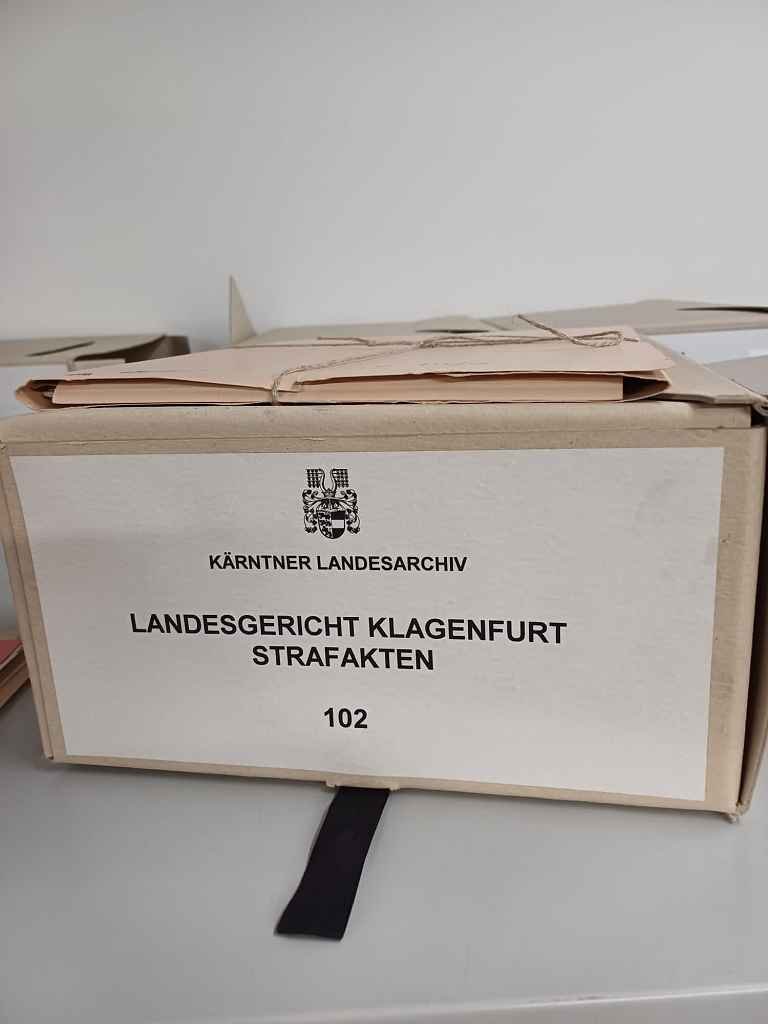 KÄRNTNER LANDESARCHIV
LANDESGERICHT KLAGENFURT
STRAFAKTEN
102